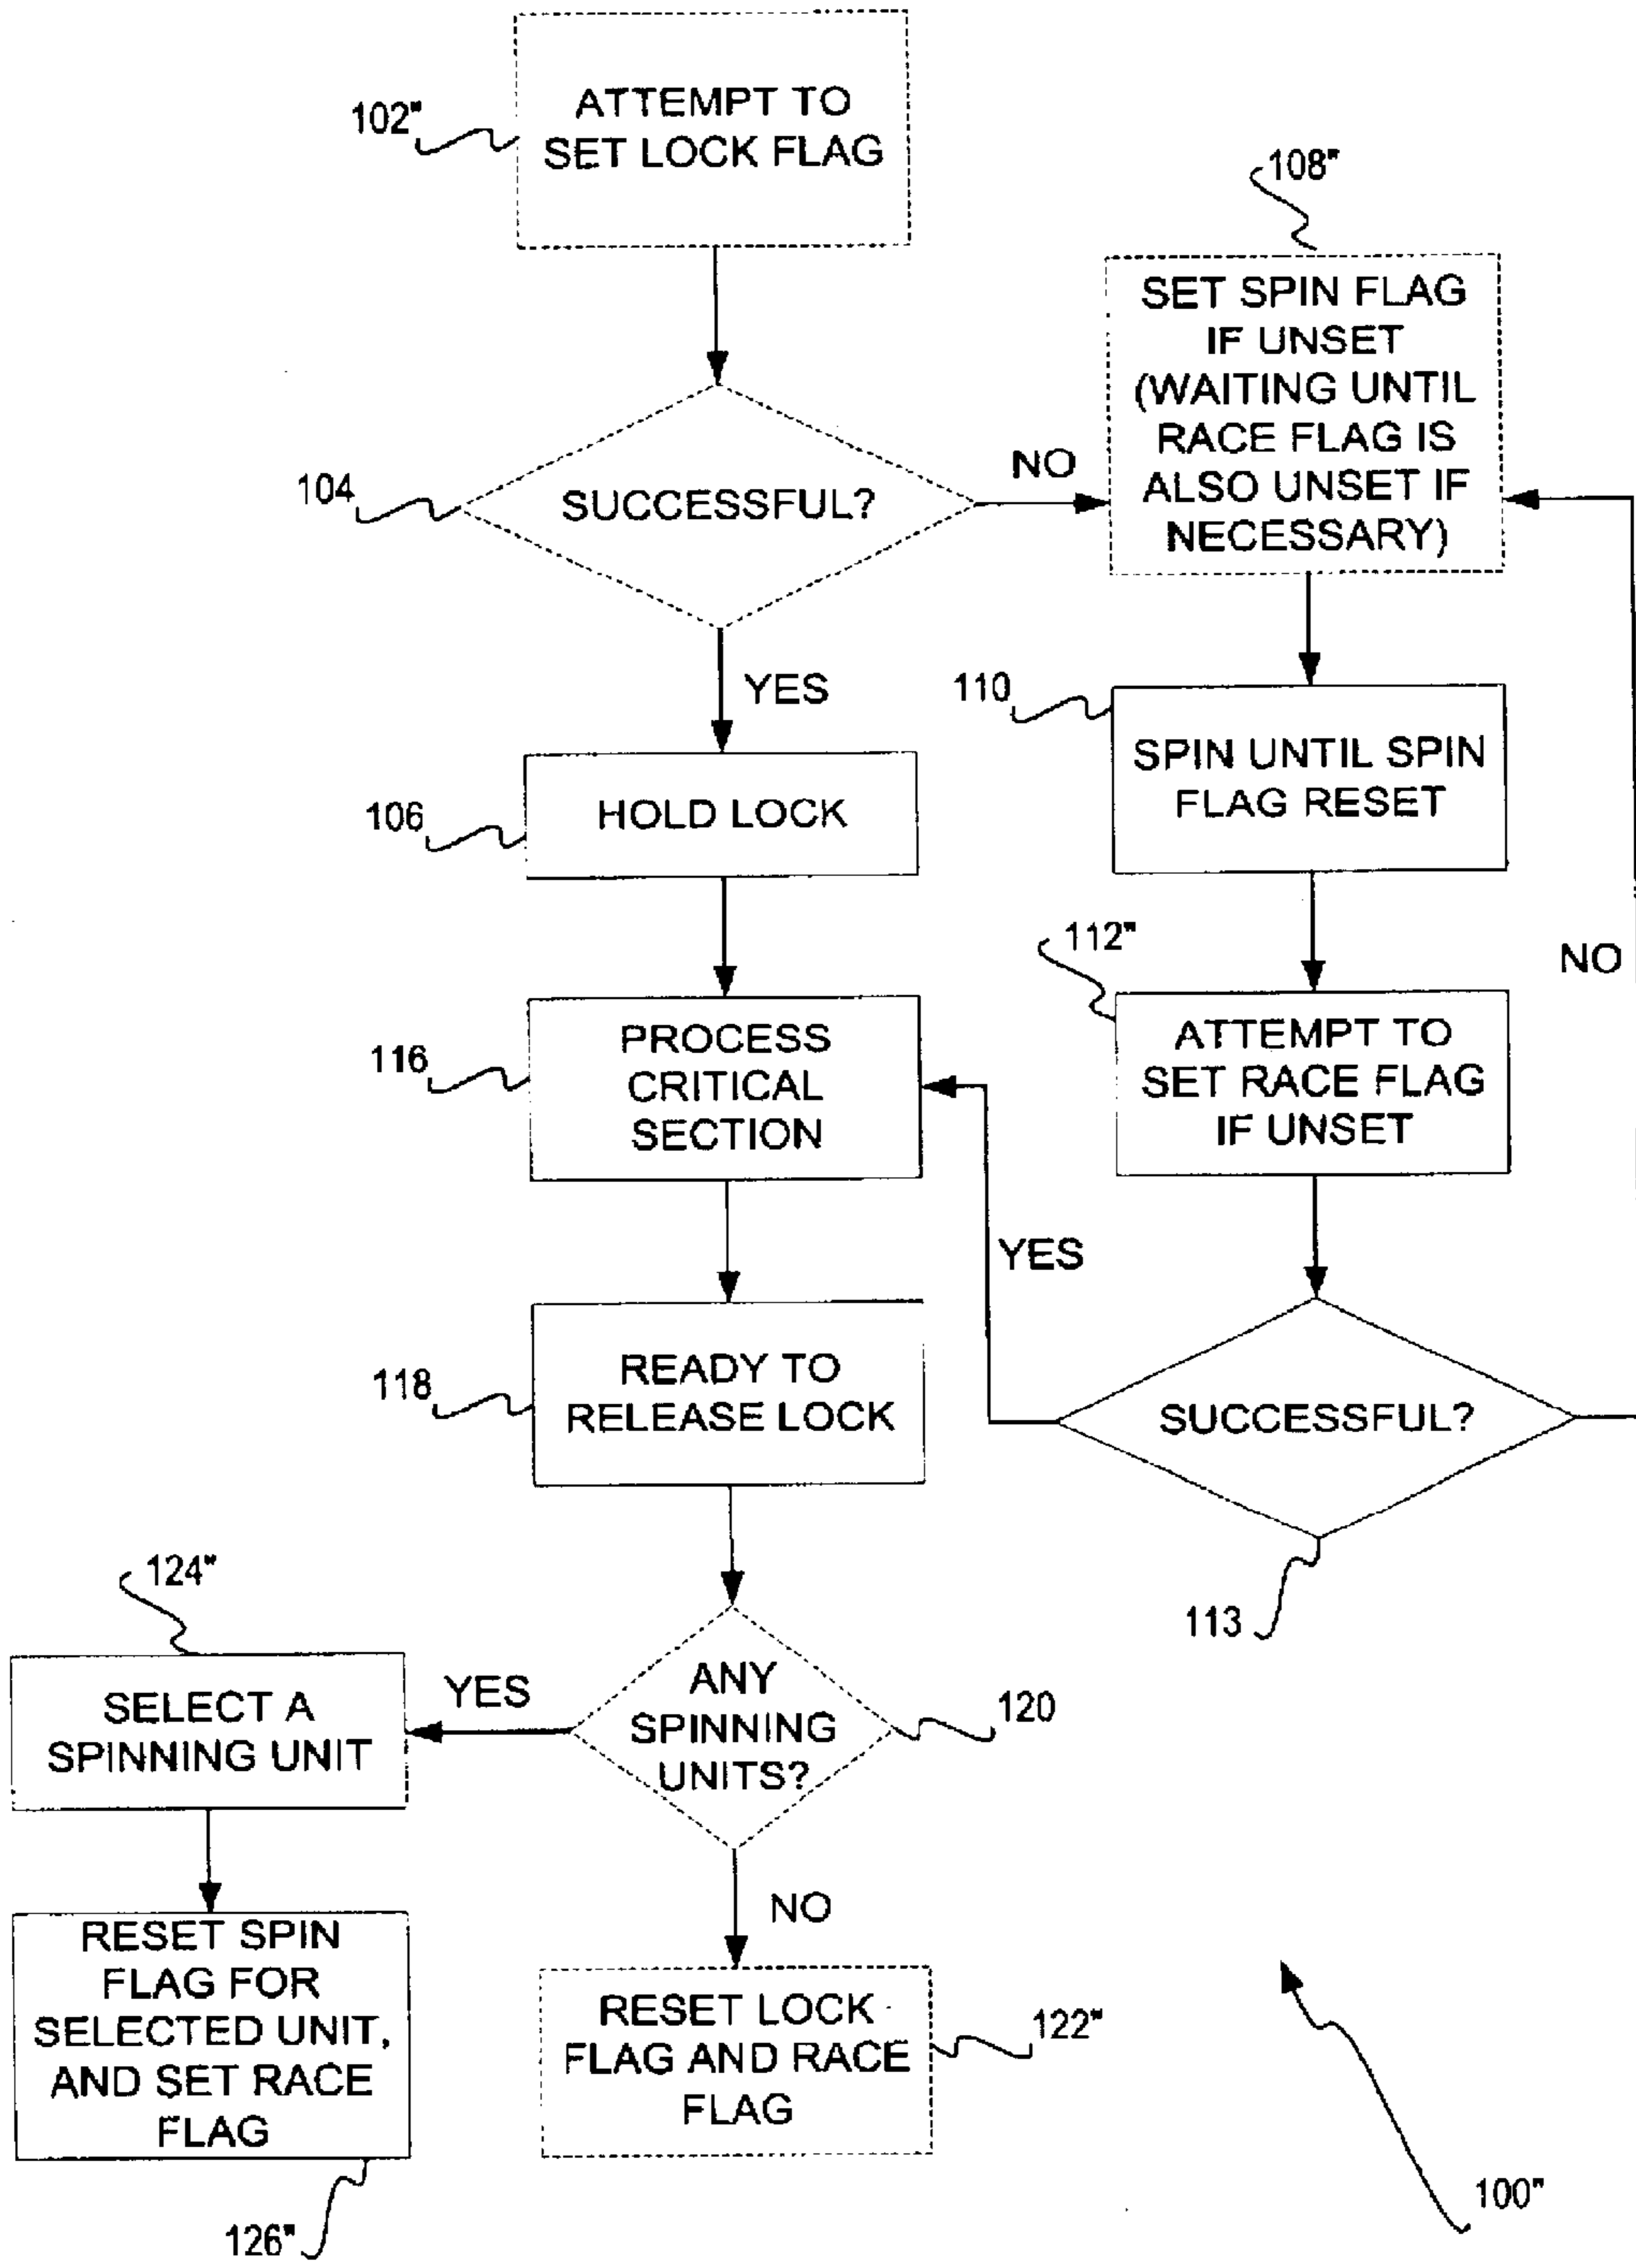 102"
ATTEMPT TO
SET LOCK FLAG
108"
SET SPIN FLAG
IF UNSET
(WAITING UNTIL
RACE FLAG IS
ALSO UNSET IF
NECESSARY)
104
SUCCESSFUL?
NO
YES
110
SPIN UNTIL SPIN
FLAG RESET
106
HOLD LOCK
112"
ATTEMPT TO
SET RACE FLAG
IF UNSET
NO
116
PROCESS
CRITICAL
SECTION
YES
118
READY TO
RELEASE LOCK
SUCCESSFUL?
113
124"
SELECT A
SPINNING UNIT
YES
ANY
SPINNING
UNITS?
120
NO
RESET SPIN
FLAG FOR
SELECTED UNIT,
AND SET RACE
FLAG
126"
RESET LOCK
FLAG AND RACE
FLAG
122"
100"